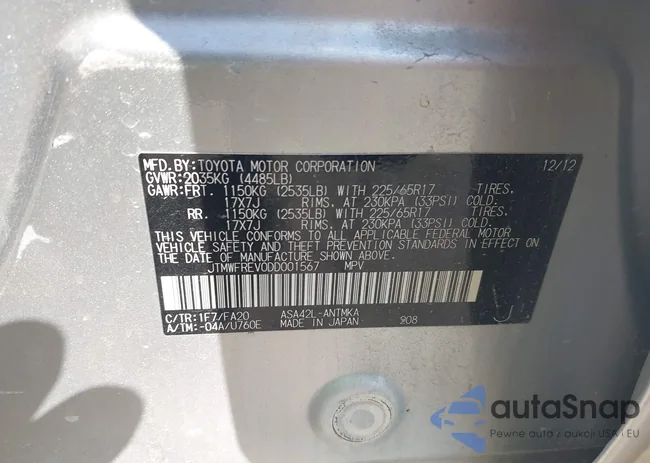 MFD.BY:TOYOTA MOTOR CORPORATION 12/12
GVWR:2035KG (4485LB)
GAWR:FRT. 1150KG (2535LB) WITH 225/65R17 TIRES.
17X7J RIMS. AT 230KPA (33PSI) COLD.
RR. 1150KG (2535LB) WITH 225/65R17 TIRES.
17X7J RIMS. AT 230KPA (33PSI) COLD.
THIS VEHICLE CONFORMS TO ALL APPLICABLE FEDERAL MOTOR
VEHICLE SAFETY AND THEFT PREVENTION STANDARDS IN EFFECT ON
THE DATE OF MANUFACTURE SHOWN ABOVE.
JTMWFREV0DD001567 MPV
C/TR:1F7/FA20 ASA42L-ANTMKA J
A/TM:-04A/U760E MADE IN JAPAN 908
autaSnap
Pewne auta z aukcji USA i EU